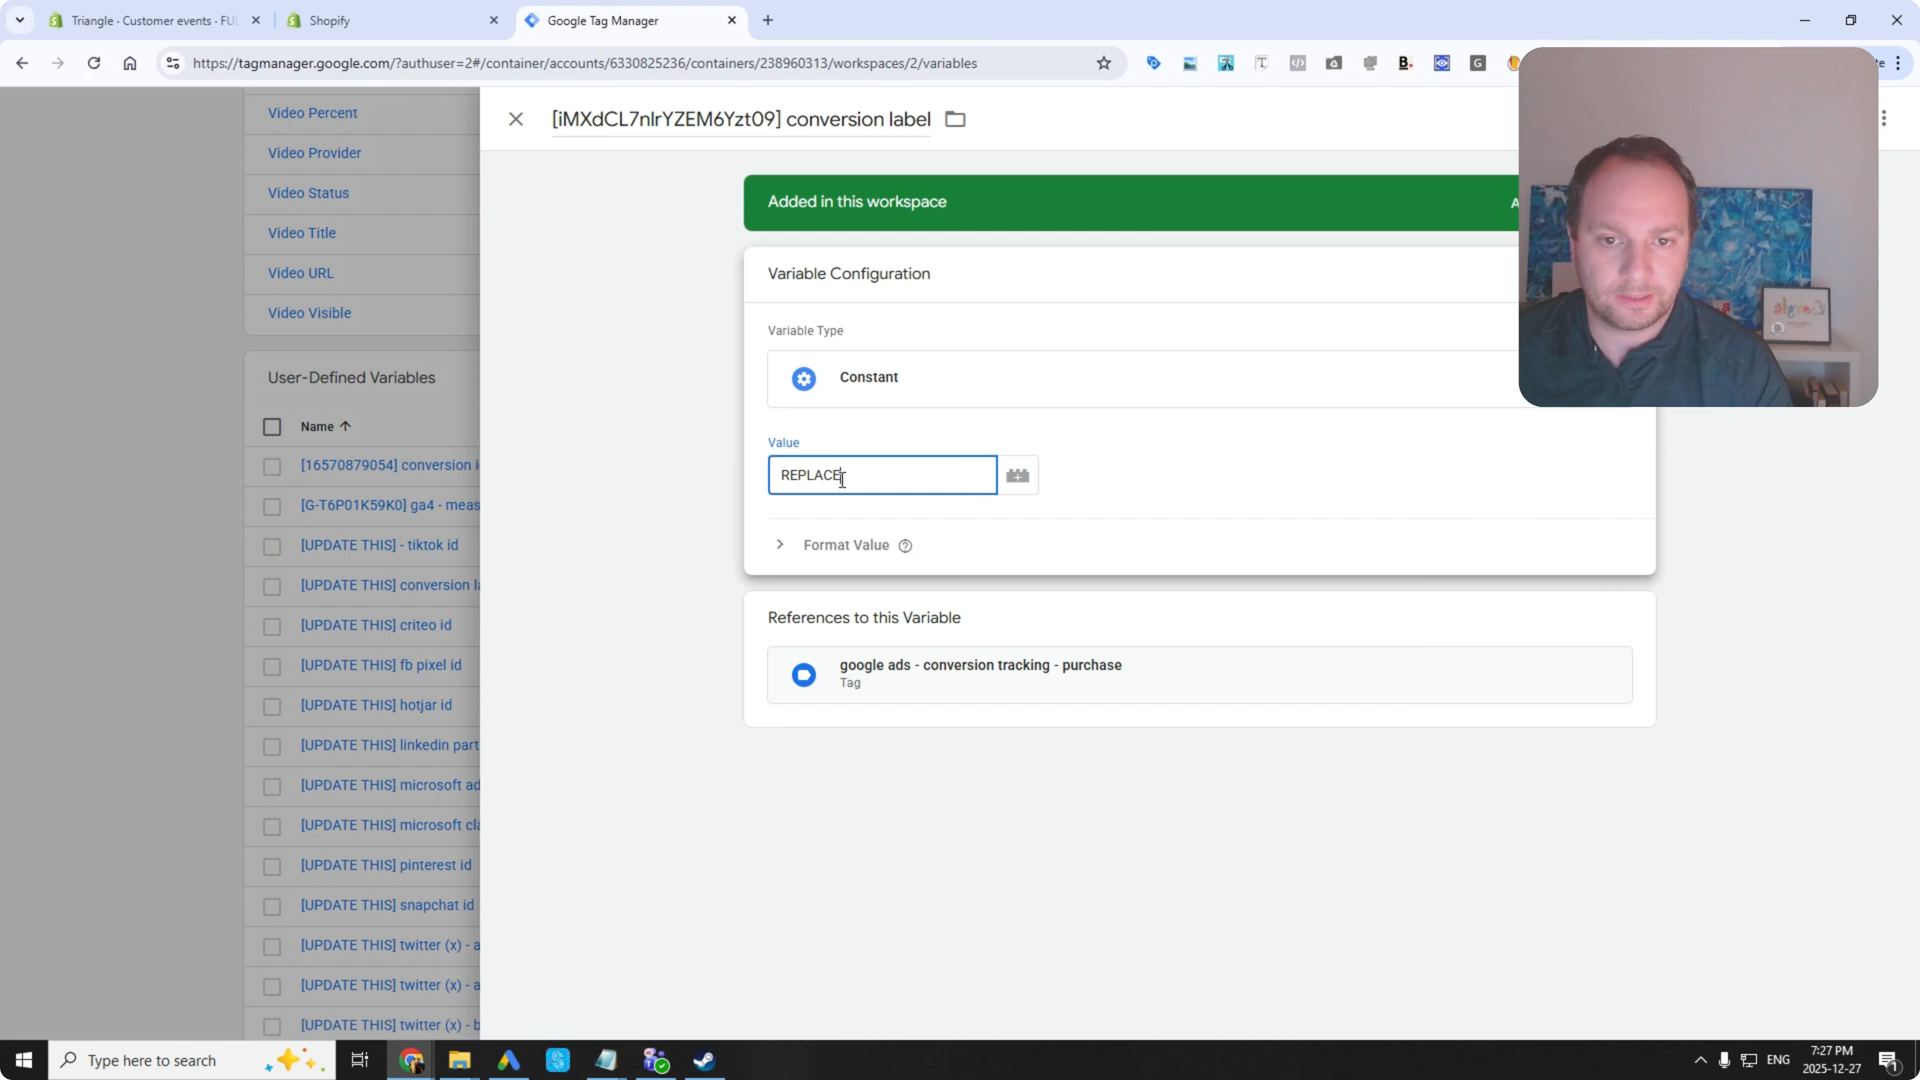 Triangle · Customer events · FU
Shopify
Google Tag Manager
https://tagmanager.google.com/?authuser=2#/container/accounts/6330825236/containers/238960313/workspaces/2/variables
Video Percent
Video Provider
Video Status
Video Title
Video URL
Video Visible
User-Defined Variables
Name
[16570879054] conversion i
[G-T6P01K59K0] ga4 - meas
[UPDATE THIS] - tiktok id
[UPDATE THIS] conversion la
[UPDATE THIS] criteo id
[UPDATE THIS] fb pixel id
[UPDATE THIS] hotjar id
[UPDATE THIS] linkedin part
[UPDATE THIS] microsoft ad
[UPDATE THIS] microsoft cla
[UPDATE THIS] pinterest id
[UPDATE THIS] snapchat id
[UPDATE THIS] twitter (x) - a
[UPDATE THIS] twitter (x) - a
[UPDATE THIS] twitter (x) - b
[iMXdCL7nlrYZEM6Yzt09] conversion label
Added in this workspace
A
Variable Configuration
Variable Type
Constant
Value
REPLACE
Format Value
References to this Variable
google ads - conversion tracking - purchase
Tag
Type here to search
ENG
7:27 PM
2025-12-27